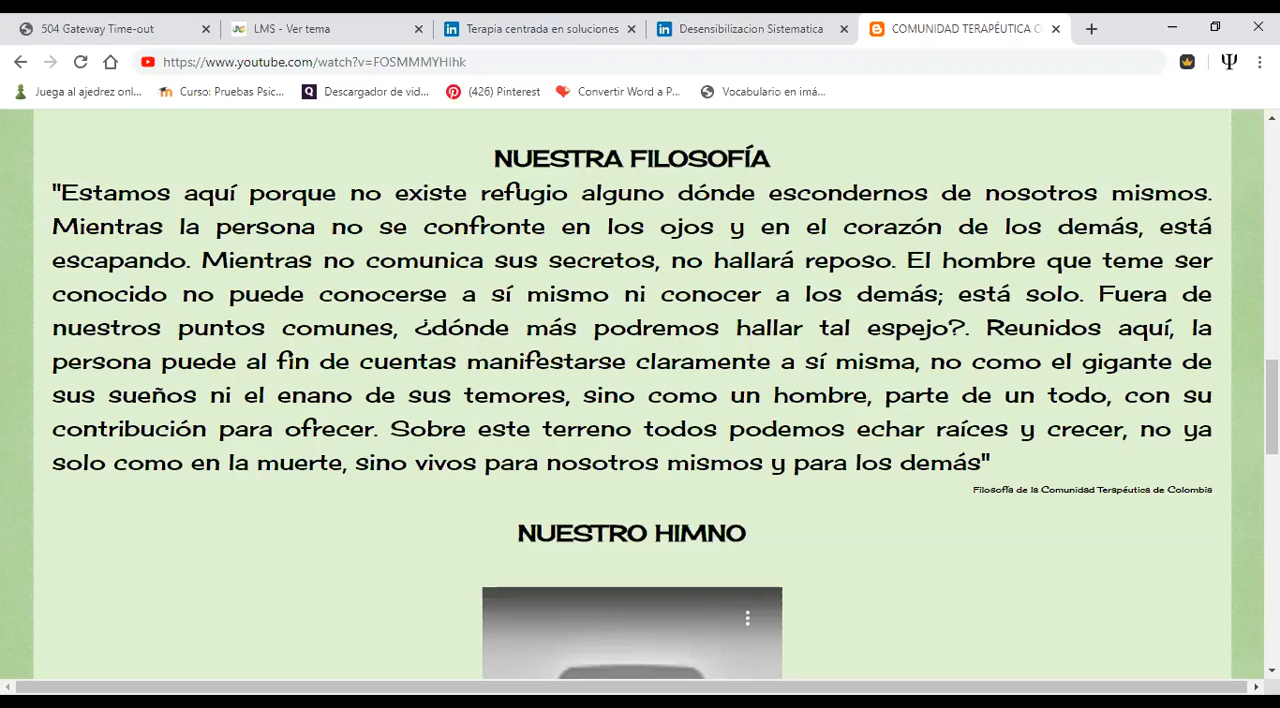 504 Gateway Time-out
LMS - Ver tema
Terapia centrada en soluciones
Desensibilizacion Sistematica
COMUNIDAD TERAPÉUTICA C
https://www.youtube.com/watch?v=FOSMMMYHIhk
Juega al ajedrez onl...
Curso: Pruebas Psic...
Descargador de vid...
(426) Pinterest
Convertir Word a P...
Vocabulario en imá...
NUESTRA FILOSOFÍA
"Estamos aquí porque no existe refugio alguno dónde escondernos de nosotros mismos.
Mientras la persona no se confronte en los ojos y en el corazón de los demás, está
escapando. Mientras no comunica sus secretos, no hallará reposo. El hombre que teme ser
conocido no puede conocerse a sí mismo ni conocer a los demás; está solo. Fuera de
nuestros puntos comunes, ¿dónde más podremos hallar tal espejo?. Reunidos aquí, la
persona puede al fin de cuentas manifestarse claramente a sí misma, no como el gigante de
sus sueños ni el enano de sus temores, sino como un hombre, parte de un todo, con su
contribución para ofrecer. Sobre este terreno todos podemos echar raíces y crecer, no ya
solo como en la muerte, sino vivos para nosotros mismos y para los demás"
Filosofía de la Comunidad Terapéutica de Colombia
NUESTRO HIMNO